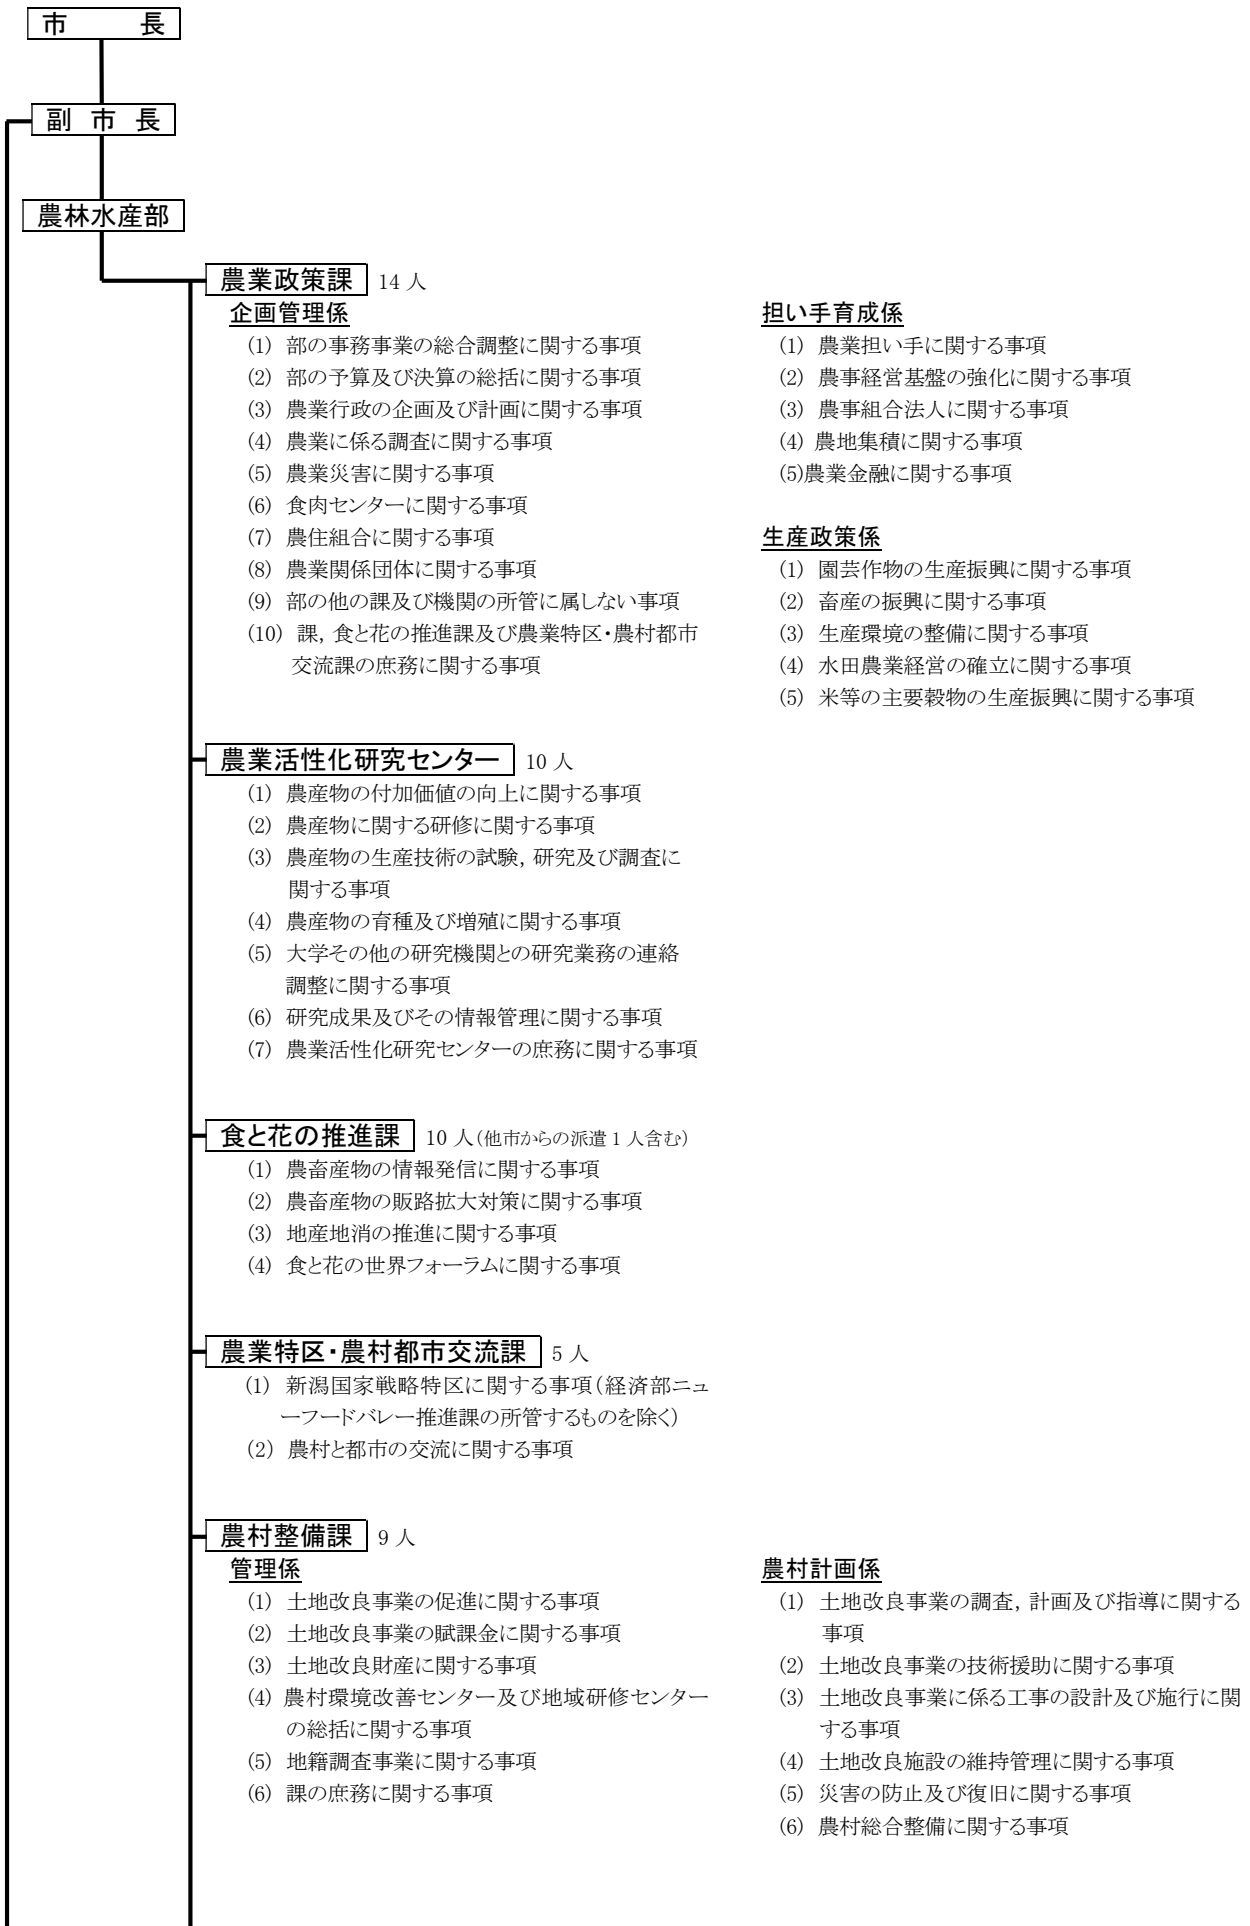 市　　　長
副 市 長
農林水産部
農業政策課 14 人
企画管理係
(1) 部の事務事業の総合調整に関する事項
(2) 部の予算及び決算の総括に関する事項
(3) 農業行政の企画及び計画に関する事項
(4) 農業に係る調査に関する事項
(5) 農業災害に関する事項
(6) 食肉センターに関する事項
(7) 農住組合に関する事項
(8) 農業関係団体に関する事項
(9) 部の他の課及び機関の所管に属しない事項
(10) 課，食と花の推進課及び農業特区・農村都市
交流課の庶務に関する事項
担い手育成係
(1) 農業担い手に関する事項
(2) 農事経営基盤の強化に関する事項
(3) 農事組合法人に関する事項
(4) 農地集積に関する事項
(5)農業金融に関する事項
生産政策係
(1) 園芸作物の生産振興に関する事項
(2) 畜産の振興に関する事項
(3) 生産環境の整備に関する事項
(4) 水田農業経営の確立に関する事項
(5) 米等の主要穀物の生産振興に関する事項
農業活性化研究センター 10 人
(1) 農産物の付加価値の向上に関する事項
(2) 農産物に関する研修に関する事項
(3) 農産物の生産技術の試験，研究及び調査に
関する事項
(4) 農産物の育種及び増殖に関する事項
(5) 大学その他の研究機関との研究業務の連絡
調整に関する事項
(6) 研究成果及びその情報管理に関する事項
(7) 農業活性化研究センターの庶務に関する事項
食と花の推進課 10 人（他市からの派遣 1 人含む）
(1) 農畜産物の情報発信に関する事項
(2) 農畜産物の販路拡大対策に関する事項
(3) 地産地消の推進に関する事項
(4) 食と花の世界フォーラムに関する事項
農業特区・農村都市交流課 5 人
(1) 新潟国家戦略特区に関する事項（経済部ニュ
ーフードバレー推進課の所管するものを除く）
(2) 農村と都市の交流に関する事項
農村整備課 9 人
管理係
(1) 土地改良事業の促進に関する事項
(2) 土地改良事業の賦課金に関する事項
(3) 土地改良財産に関する事項
(4) 農村環境改善センター及び地域研修センター
の総括に関する事項
(5) 地籍調査事業に関する事項
(6) 課の庶務に関する事項
農村計画係
(1) 土地改良事業の調査，計画及び指導に関する
事項
(2) 土地改良事業の技術援助に関する事項
(3) 土地改良事業に係る工事の設計及び施行に関
する事項
(4) 土地改良施設の維持管理に関する事項
(5) 災害の防止及び復旧に関する事項
(6) 農村総合整備に関する事項